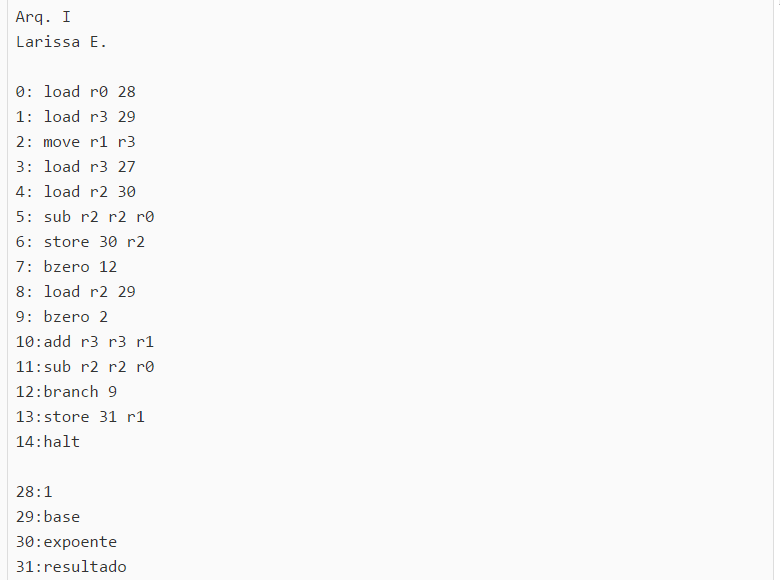 Arq. I
Larissa E.
0: load r0 28
1: load r3 29
2: move r1 r3
3: load r3 27
4: load r2 30
5: sub r2 r2 r0
6: store 30 r2
7: bzero 12
8: load r2 29
9: bzero 2
10:add r3 r3 r1
11:sub r2 r2 r0
12:branch 9
13:store 31 r1
14:halt
28:1
29:base
30:expoente
31:resultado